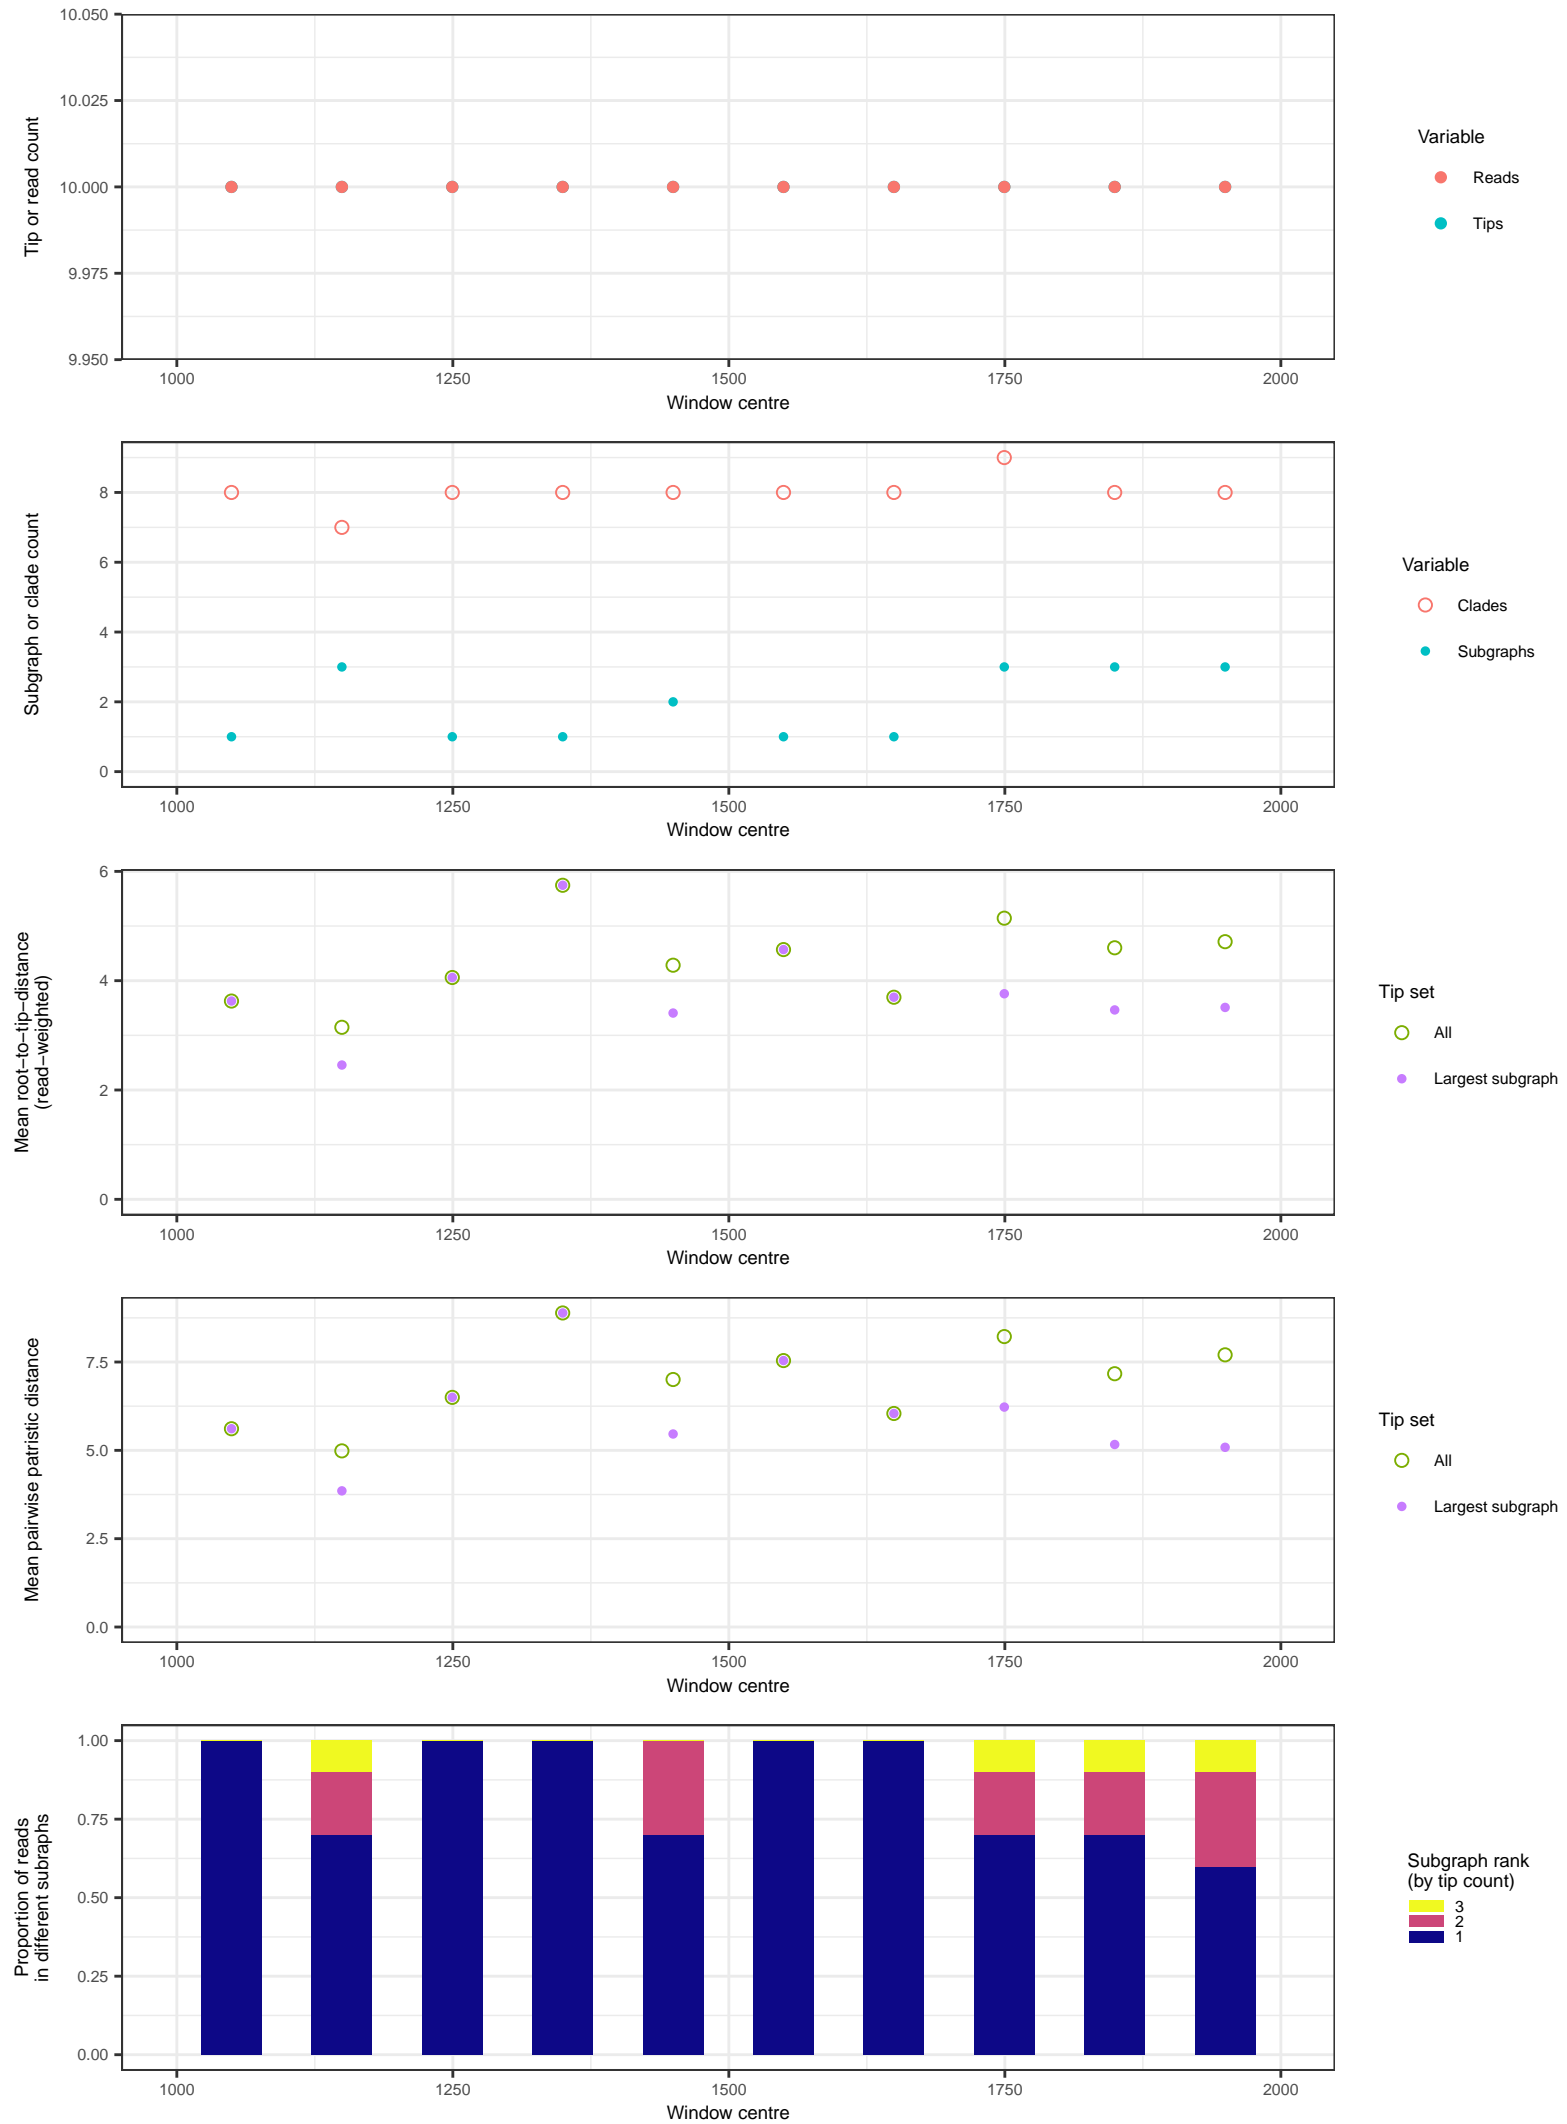 10.050
10.025
10.000
9.975
9.950
Tip or read count
1000 1250 1500 1750 2000
Window centre
Variable
Reads
Tips
8
6
4
2
0
Subgraph or clade count
1000 1250 1500 1750 2000
Window centre
Variable
Clades
Subgraphs
6
4
2
0
Mean root−to−tip−distance
(read−weighted)
1000 1250 1500 1750 2000
Window centre
Tip set
All
Largest subgraph
7.5
5.0
2.5
0.0
Mean pairwise patristic distance
1000 1250 1500 1750 2000
Window centre
Tip set
All
Largest subgraph
1.00
0.75
0.50
0.25
0.00
Proportion of reads
in different subraphs
1000 1250 1500 1750 2000
Window centre
Subgraph rank
(by tip count)
3
2
1